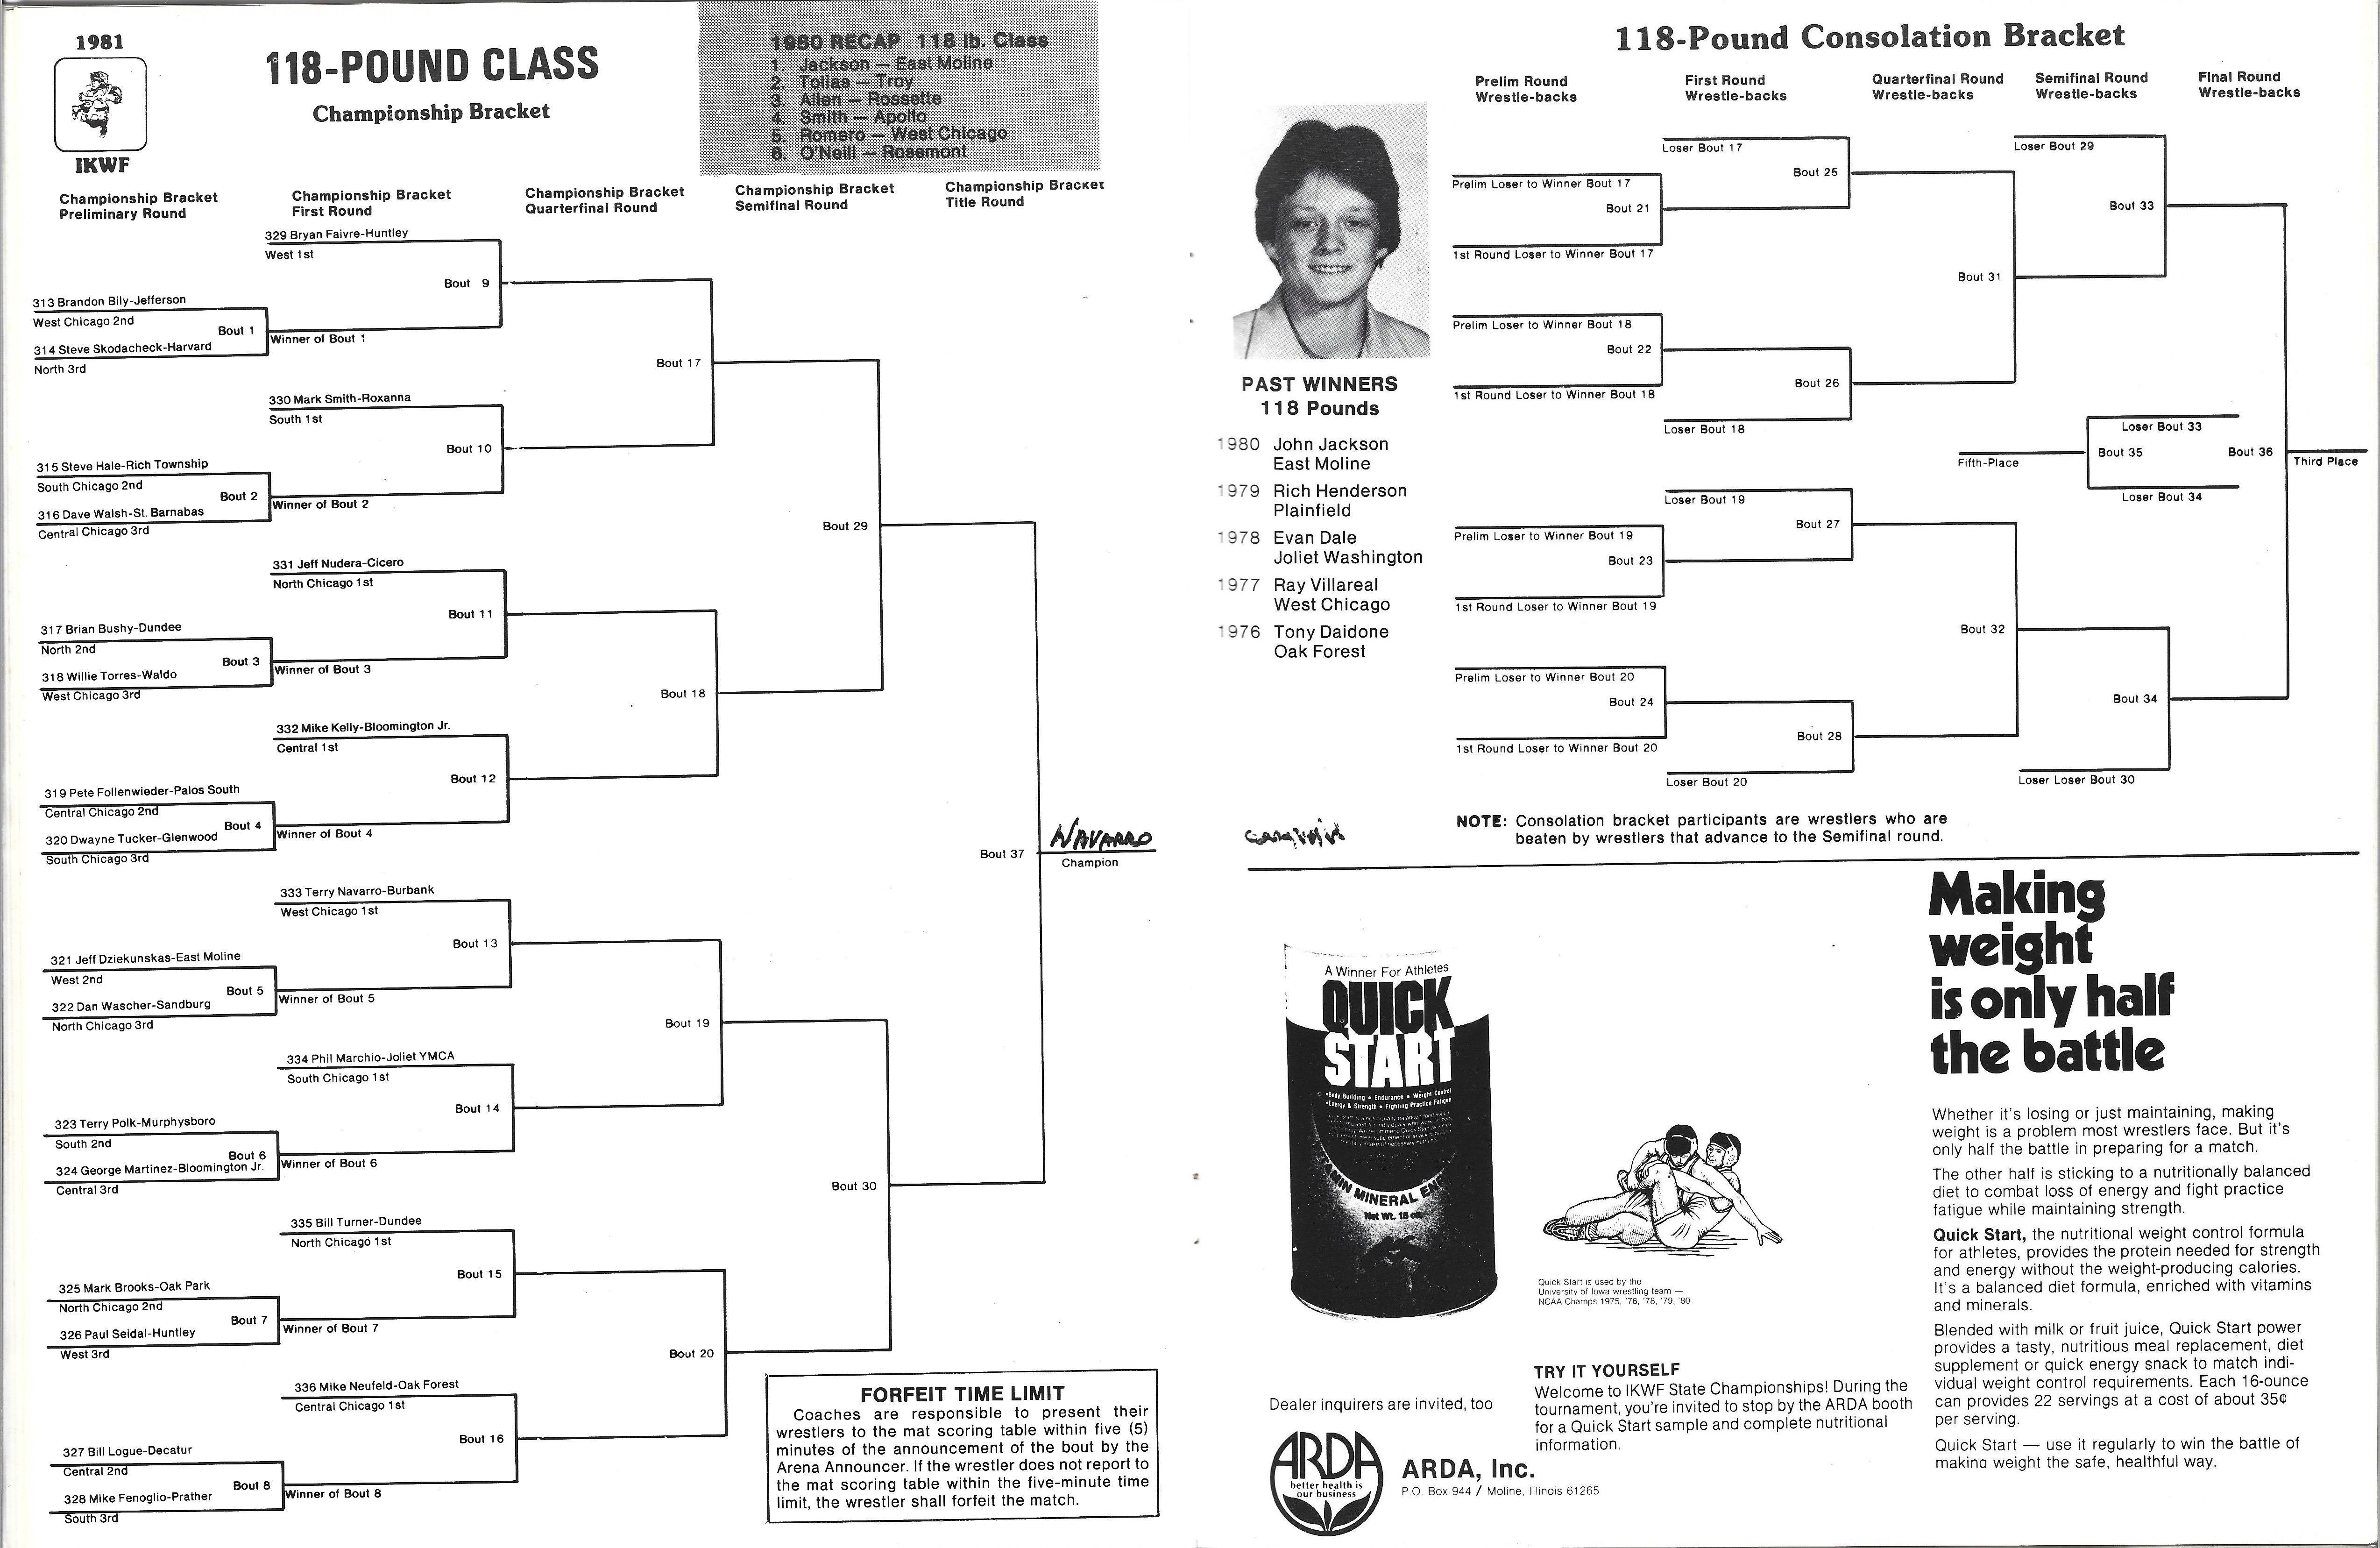 1981
IKWF
118-POUND CLASS
Championship Bracket
1980 RECAP 118 lb. Class
1. Jackson — East Moline
2. Tolias — Troy
3. Allen — Rossette
4. Smith — Apollo
5. Romero — West Chicago
6. O'Neill — Rosemont
Championship Bracket
Preliminary Round
Championship Bracket
First Round
Championship Bracket
Quarterfinal Round
Championship Bracket
Semifinal Round
Championship Bracket
Title Round
329 Bryan Faivre-Huntley
West 1st
Bout 9
313 Brandon Bily-Jefferson
West Chicago 2nd
Bout 1
314 Steve Skodacheck-Harvard
North 3rd
Winner of Bout 1
Bout 17
330 Mark Smith-Roxanna
South 1st
Bout 10
315 Steve Hale-Rich Township
South Chicago 2nd
Bout 2
316 Dave Walsh-St. Barnabas
Central Chicago 3rd
Winner of Bout 2
Bout 29
331 Jeff Nudera-Cicero
North Chicago 1st
Bout 11
317 Brian Bushy-Dundee
North 2nd
Bout 3
318 Willie Torres-Waldo
West Chicago 3rd
Winner of Bout 3
Bout 18
332 Mike Kelly-Bloomington Jr.
Central 1st
Bout 12
319 Pete Follenwieder-Palos South
Central Chicago 2nd
Bout 4
320 Dwayne Tucker-Glenwood
South Chicago 3rd
Winner of Bout 4
Bout 37
NAVARRO
Champion
333 Terry Navarro-Burbank
West Chicago 1st
Bout 13
321 Jeff Dziekunskas-East Moline
West 2nd
Bout 5
322 Dan Wascher-Sandburg
North Chicago 3rd
Winner of Bout 5
Bout 19
334 Phil Marchio-Joliet YMCA
South Chicago 1st
Bout 14
323 Terry Polk-Murphysboro
South 2nd
Bout 6
324 George Martinez-Bloomington Jr.
Central 3rd
Winner of Bout 6
Bout 30
335 Bill Turner-Dundee
North Chicago 1st
Bout 15
325 Mark Brooks-Oak Park
North Chicago 2nd
Bout 7
326 Paul Seidal-Huntley
West 3rd
Winner of Bout 7
Bout 20
336 Mike Neufeld-Oak Forest
Central Chicago 1st
Bout 16
327 Bill Logue-Decatur
Central 2nd
Bout 8
328 Mike Fenoglio-Prather
South 3rd
Winner of Bout 8
FORFEIT TIME LIMIT
Coaches are responsible to present their
wrestlers to the mat scoring table within five (5)
minutes of the announcement of the bout by the
Arena Announcer. If the wrestler does not report to
the mat scoring table within the five-minute time
limit, the wrestler shall forfeit the match.
118-Pound Consolation Bracket
Prelim Round
Wrestle-backs
First Round
Wrestle-backs
Quarterfinal Round
Wrestle-backs
Semifinal Round
Wrestle-backs
Final Round
Wrestle-backs
PAST WINNERS
118 Pounds
1980 John Jackson
East Moline
1979 Rich Henderson
Plainfield
1978 Evan Dale
Joliet Washington
1977 Ray Villareal
West Chicago
1976 Tony Daidone
Oak Forest
Loser Bout 17
Bout 25
Prelim Loser to Winner Bout 17
Bout 21
1st Round Loser to Winner Bout 17
Loser Bout 29
Bout 33
Bout 31
Prelim Loser to Winner Bout 18
Bout 22
1st Round Loser to Winner Bout 18
Bout 26
Loser Bout 18
Loser Bout 33
Bout 35
Fifth-Place
Loser Bout 34
Bout 36
Third Place
Loser Bout 19
Bout 27
Prelim Loser to Winner Bout 19
Bout 23
1st Round Loser to Winner Bout 19
Bout 32
Prelim Loser to Winner Bout 20
Bout 24
1st Round Loser to Winner Bout 20
Bout 28
Loser Bout 20
Bout 34
Loser Loser Bout 30
NOTE: Consolation bracket participants are wrestlers who are
beaten by wrestlers that advance to the Semifinal round.
Making
weight
is only half
the battle
A Winner For Athletes
QUICK
START
•Body Building • Endurance • Weight Control
•Energy & Strength • Fighting Practice Fatigue
MINERAL
Net Wt. 16 oz.
Quick Start is used by the
University of Iowa wrestling team —
NCAA Champs 1975, '76, '78, '79, '80
Whether it's losing or just maintaining, making
weight is a problem most wrestlers face. But it's
only half the battle in preparing for a match.
The other half is sticking to a nutritionally balanced
diet to combat loss of energy and fight practice
fatigue while maintaining strength.
Quick Start, the nutritional weight control formula
for athletes, provides the protein needed for strength
and energy without the weight-producing calories.
It's a balanced diet formula, enriched with vitamins
and minerals.
Blended with milk or fruit juice, Quick Start power
provides a tasty, nutritious meal replacement, diet
supplement or quick energy snack to match indi-
vidual weight control requirements. Each 16-ounce
can provides 22 servings at a cost of about 35¢
per serving.
Quick Start — use it regularly to win the battle of
making weight the safe, healthful way.
TRY IT YOURSELF
Welcome to IKWF State Championships! During the
tournament, you're invited to stop by the ARDA booth
for a Quick Start sample and complete nutritional
information.
Dealer inquirers are invited, too
ARDA
better health is
our business
ARDA, Inc.
P.O. Box 944 / Moline, Illinois 61265